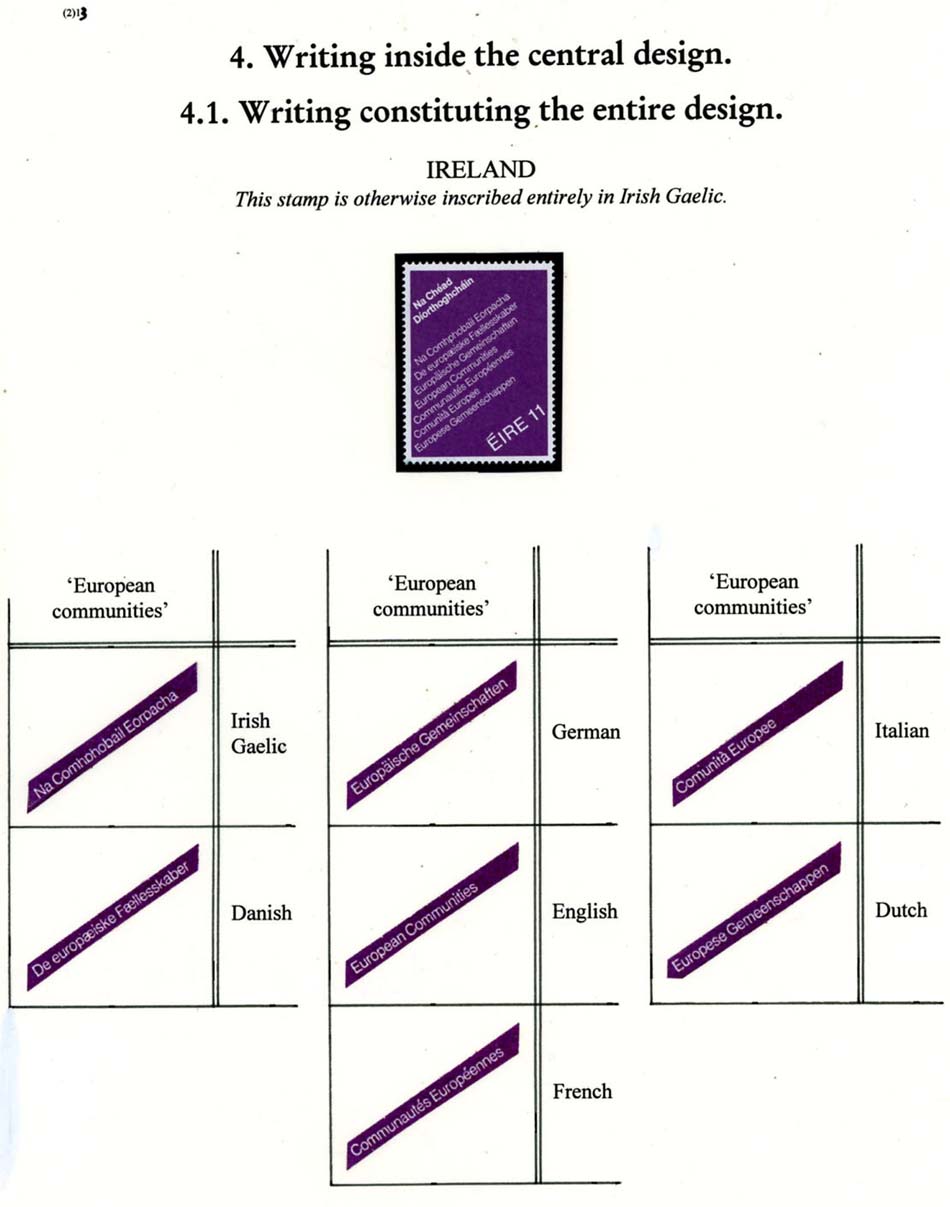 (2)13
4. Writing inside the central design.
4.1. Writing constituting the entire design.
IRELAND
This stamp is otherwise inscribed entirely in Irish Gaelic.
Na Chéad
Díorthoghcháin
Na Comhphobail Eorpacha
De europæiske Fællesskaber
Europäische Gemeinschaften
European Communities
Communautés Européennes
Comunità Europee
Europese Gemeenschappen
ÉIRE 11
‘European
communities’
Na Comhphobail Eorpacha
Irish
Gaelic
De europæiske Fællesskaber
Danish
‘European
communities’
Europäische Gemeinschaften
German
European Communities
English
Communautés Européennes
French
‘European
communities’
Comunità Europee
Italian
Europese Gemeenschappen
Dutch